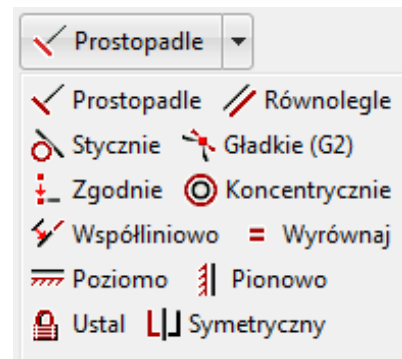 Prostopadle
Prostopadle Równolegle
Stycznie Gładkie (G2)
Zgodnie Koncentrycznie
Współliniowo Wyrównaj
Poziomo Pionowo
Ustal Symetryczny